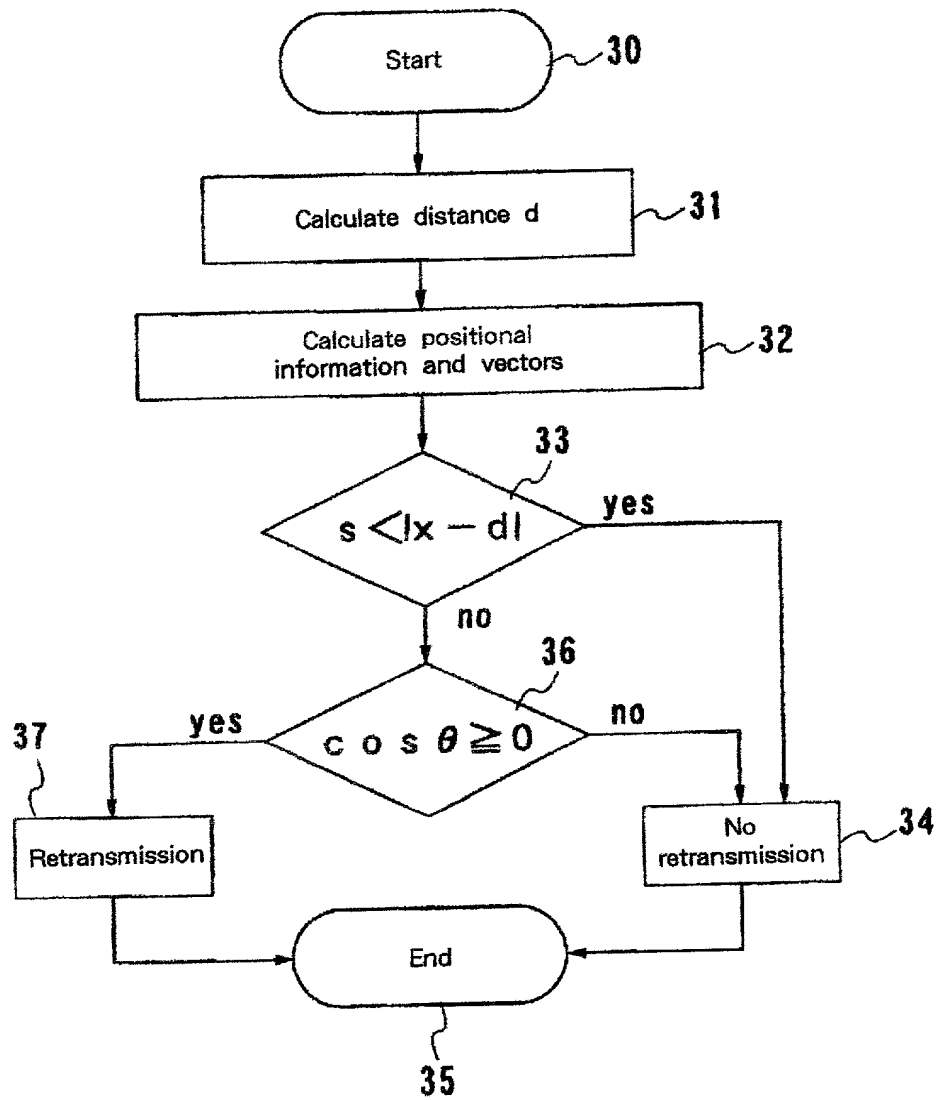 Start
30
Calculate distance d
31
Calculate positional
information and vectors
32
33
s <|x − d|
yes
no
36
cos θ ≧ 0
yes
no
37
Retransmission
No
retransmission
34
End
35